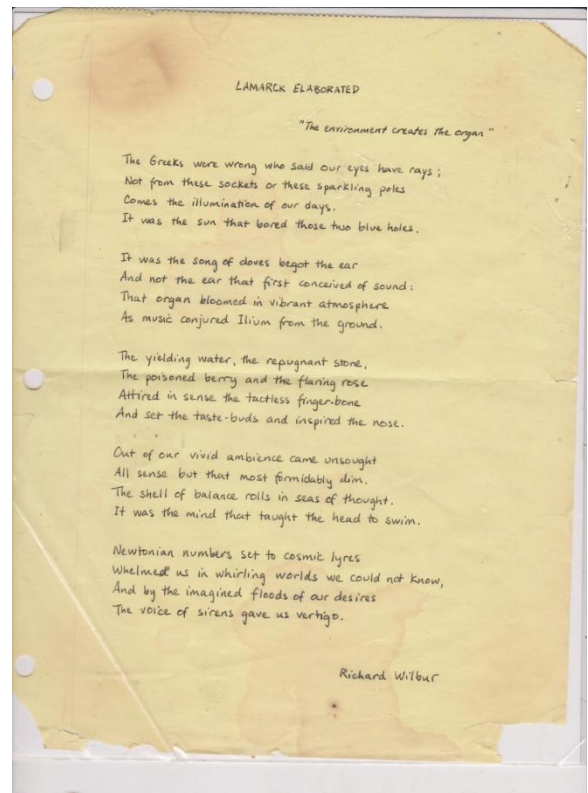 LAMARCK ELABORATED
"The environment creates the organ"
The Greeks were wrong who said our eyes have rays;
Not from these sockets or these sparkling poles
Comes the illumination of our days.
It was the sun that bored those two blue holes.
It was the song of doves begot the ear
And not the ear that first conceived of sound:
That organ bloomed in vibrant atmosphere
As music conjured Ilium from the ground.
The yielding water, the repugnant stone,
The poisoned berry and the flaring rose
Attired in sense the tactless finger-bone
And set the taste-buds and inspired the nose.
Out of our vivid ambience came unsought
All sense but that most formidably dim.
The shell of balance rolls in seas of thought.
It was the mind that taught the head to swim.
Newtonian numbers set to cosmic lyres
Whelmed us in whirling worlds we could not know,
And by the imagined floods of our desires
The voice of sirens gave us vertigo.
Richard Wilbur